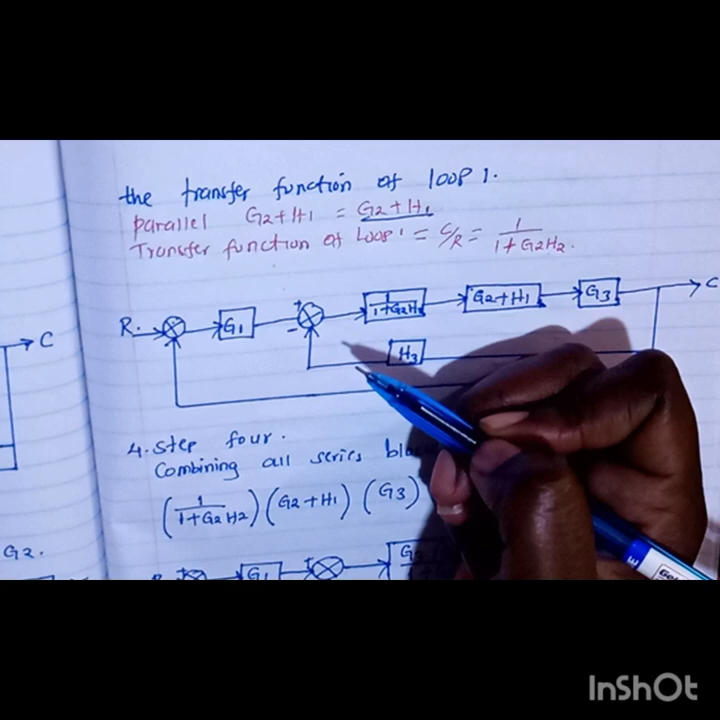 the transfer function of loop 1.
parallel G2+H1 = G2+H1
Transfer function of Loop 1 = C/R = 1/1+G2H2.
R. G1 + - 1/1+G2H2 G2+H1 G3 C
H3
C
4. Step four.
Combining all series
(1/1+G2H2)(G2+H1)(G3)
G2.
G1 +
InShOt